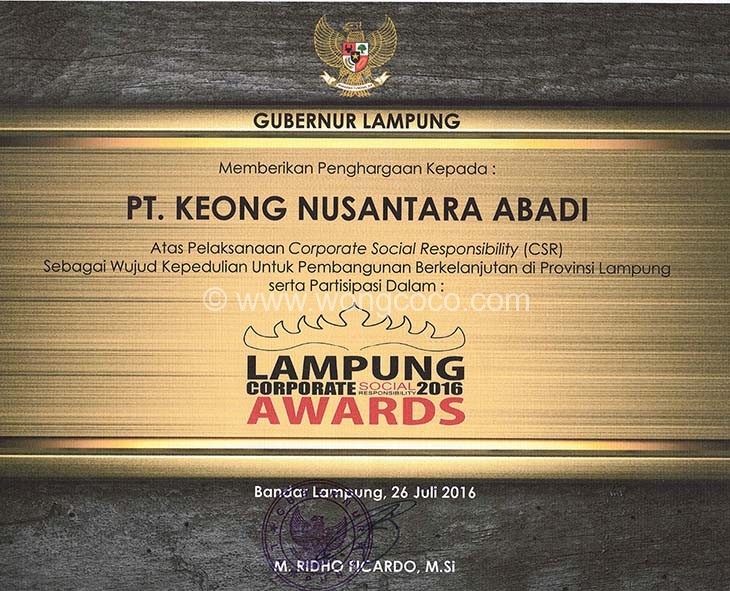 GUBERNUR LAMPUNG
Memberikan Penghargaan Kepada :
PT. KEONG NUSANTARA ABADI
Atas Pelaksanaan Corporate Social Responsibility (CSR)
Sebagai Wujud Kepedulian Untuk Pembangunan Berkelanjutan di Provinsi Lampung
serta Partisipasi Dalam :
© www.wongcoco.com
LAMPUNG
CORPORATE SOCIAL RESPONSIBILITY 2016
AWARDS
Bandar Lampung, 26 Juli 2016
M. RIDHO FICARDO, M.Si